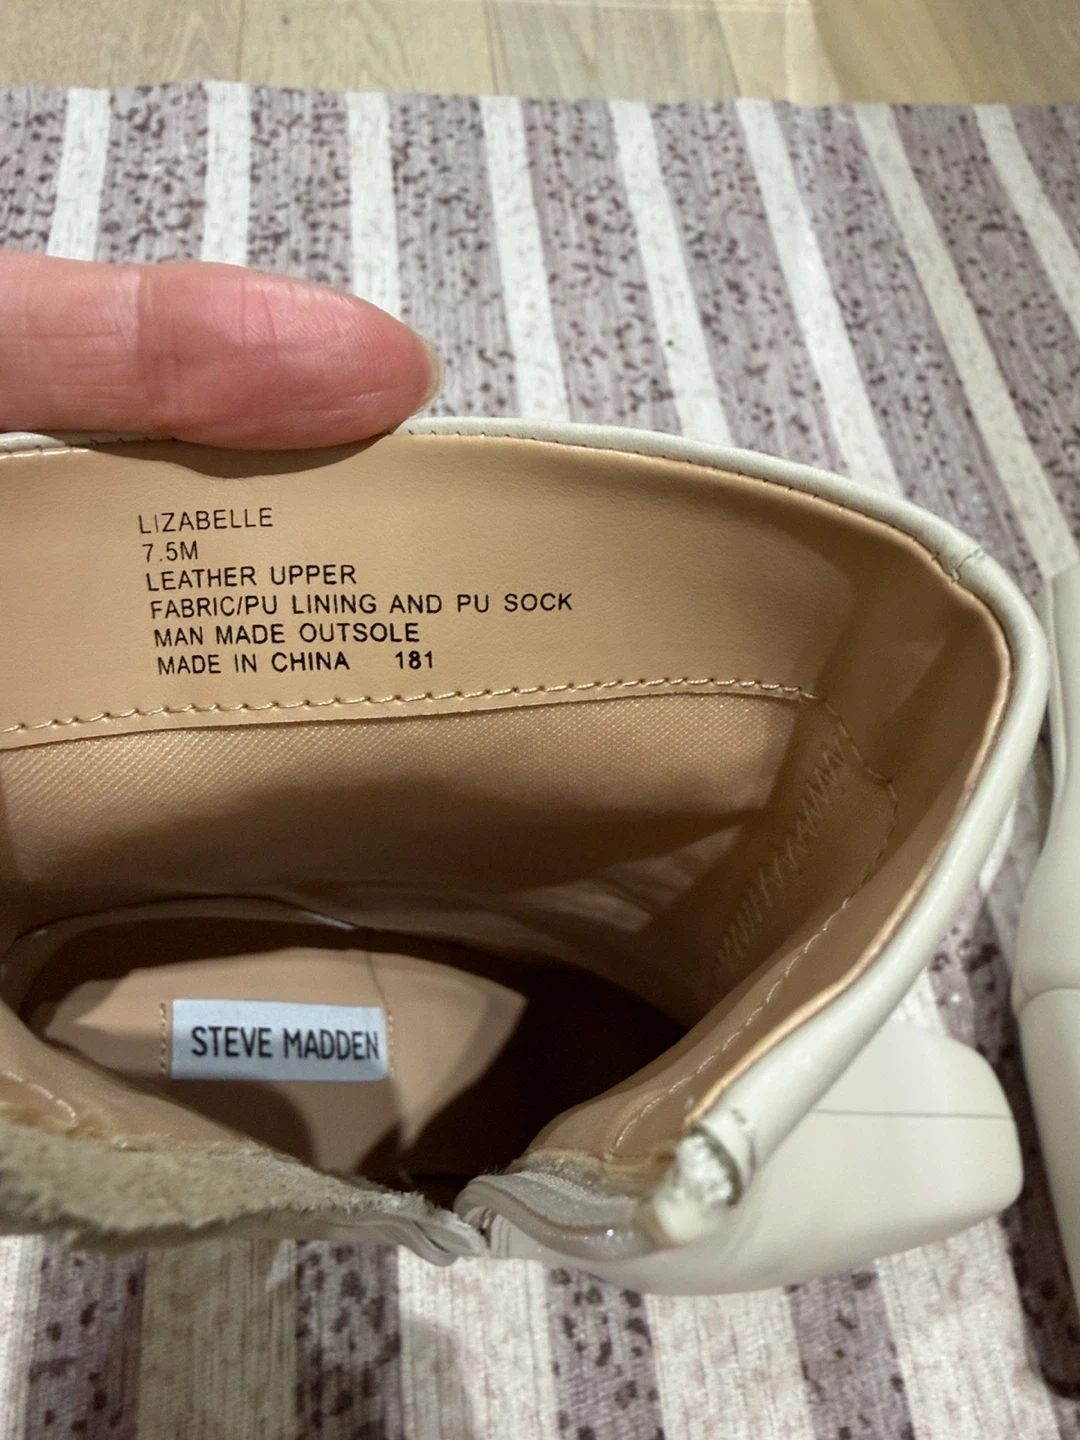 LIZABELLE
7.5M
LEATHER UPPER
FABRIC/PU LINING AND PU SOCK
MAN MADE OUTSOLE
MADE IN CHINA 181
STEVE MADDEN